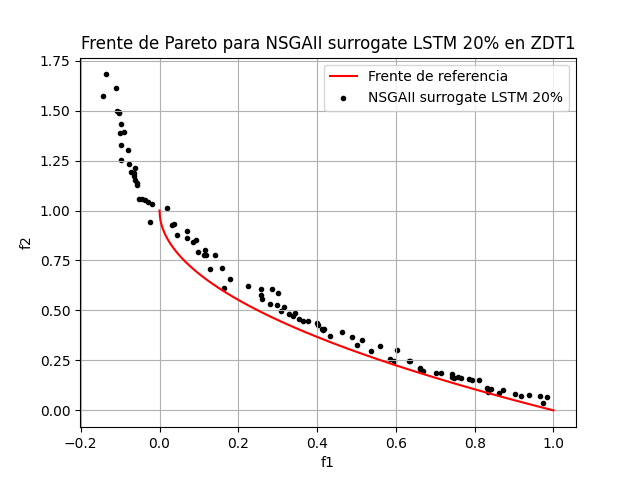 Frente de Pareto para NSGAII surrogate LSTM 20% en ZDT1
Frente de referencia
NSGAII surrogate LSTM 20%
f2
1.75
1.50
1.25
1.00
0.75
0.50
0.25
0.00
−0.2 0.0 0.2 0.4 0.6 0.8 1.0
f1